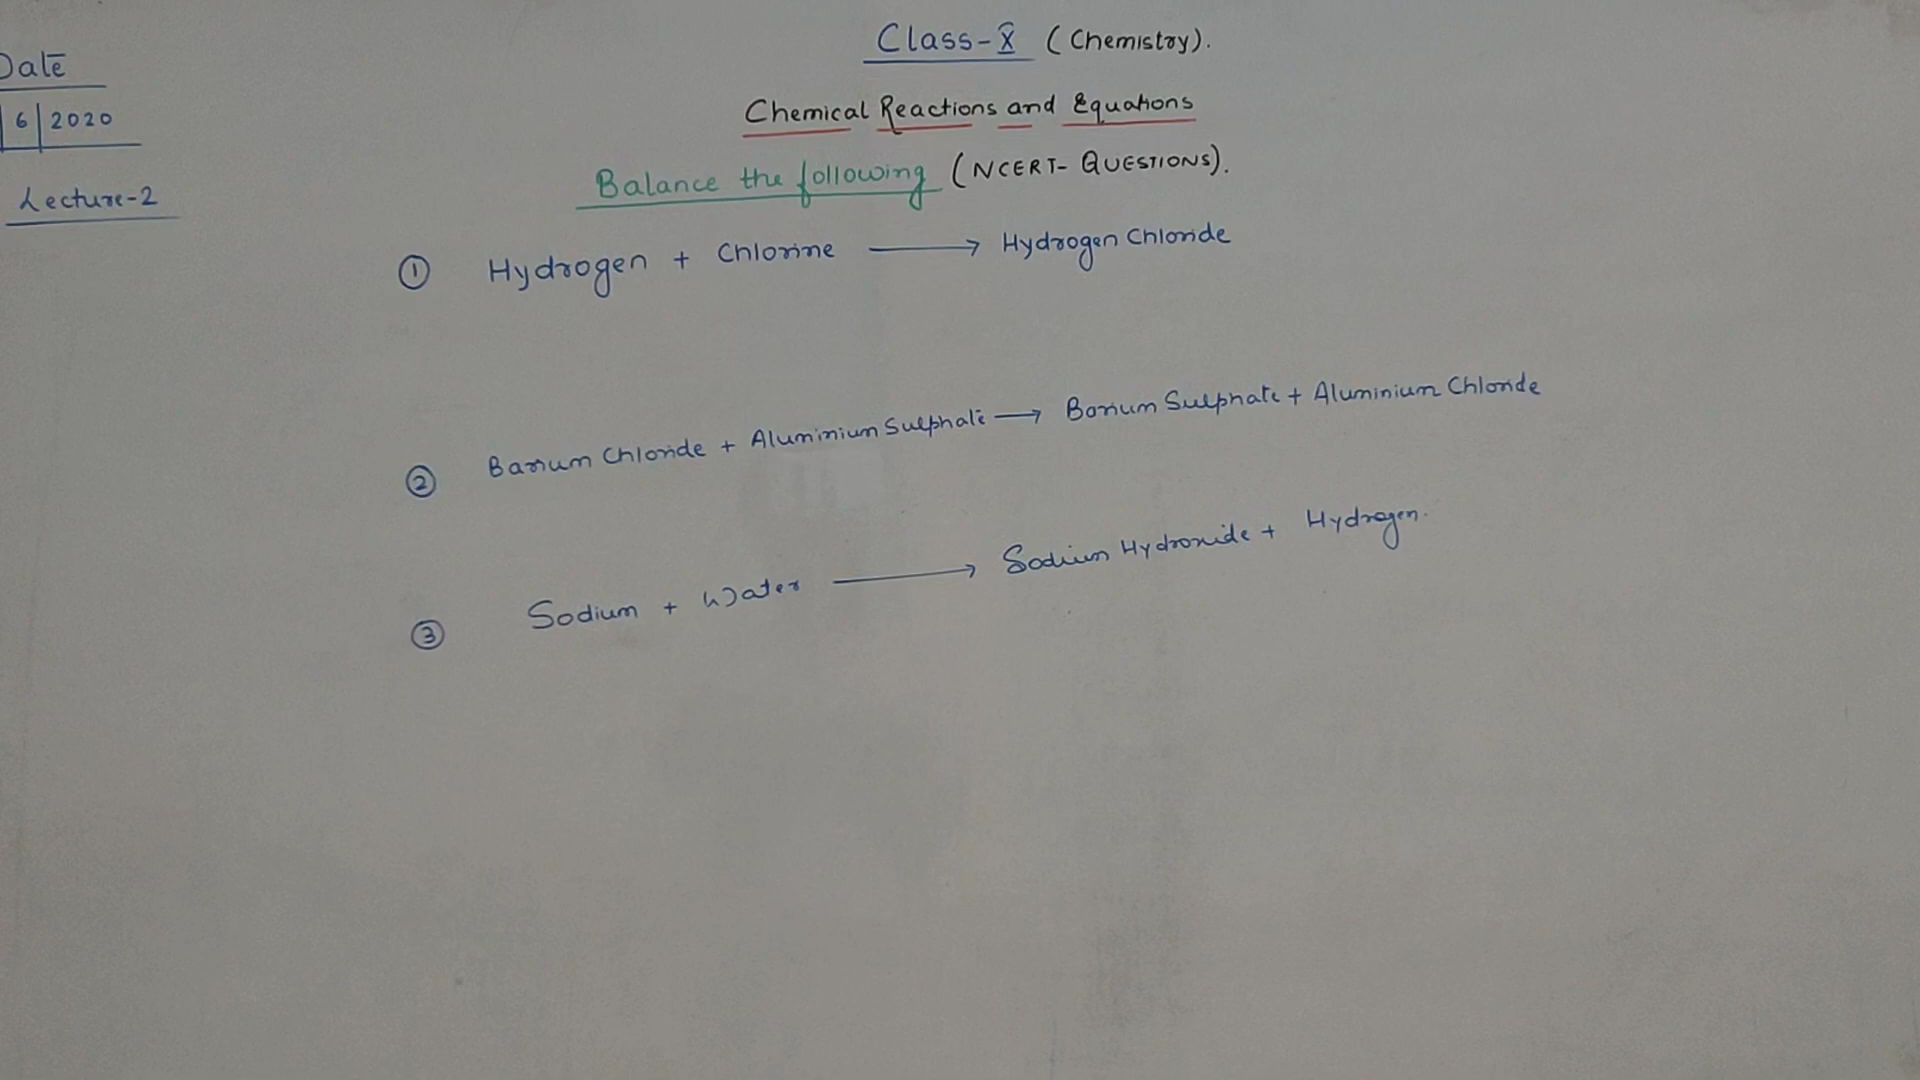 Class-X (Chemistry).
Date
6 | 2020
Chemical Reactions and Equations
Balance the following (NCERT- QUESTIONS).
Lecture-2
① Hydrogen + Chlorine ⟶ Hydrogen Chloride
② Barium Chloride + Aluminium Sulphate ⟶ Barium Sulphate + Aluminium Chloride
③ Sodium + Water ⟶ Sodium Hydroxide + Hydrogen.